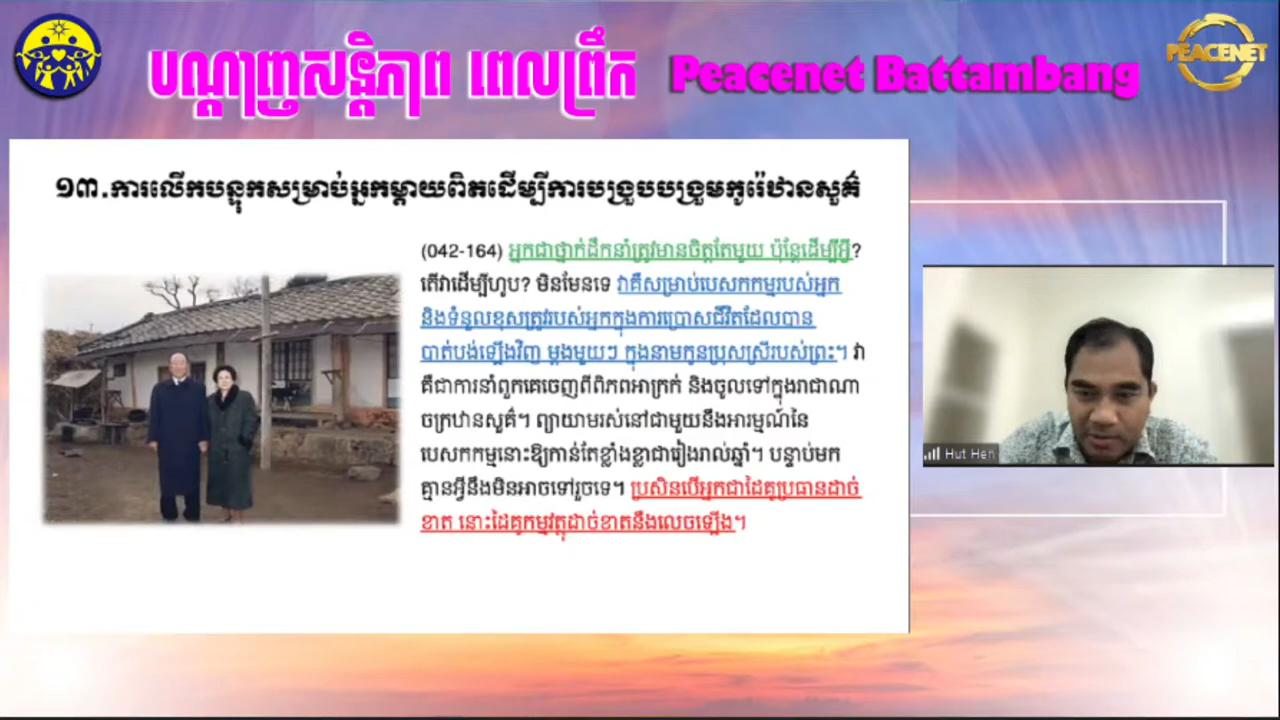 បណ្តាញសន្តិភាព ពេលព្រឹក Peacenet Battambang
PEACENET
១៣.ការលើកបន្ទុកសម្រាប់អ្នកម្តាយពិតដើម្បីការបង្រួបបង្រួមកូរ៉េឋានសួគ៌
(042-164) អ្នកជាថ្នាក់ដឹកនាំត្រូវមានចិត្តតែមួយ ប៉ុន្តែដើម្បីអ្វី?
តើវាដើម្បីហូប? មិនមែនទេ វាគឺសម្រាប់បេសកកម្មរបស់អ្នក
និងទំនួលខុសត្រូវរបស់អ្នកក្នុងការប្រោសជីវិតដែលបាន
បាត់បង់ឡើងវិញ ម្តងមួយៗ ក្នុងនាមកូនប្រុសស្រីរបស់ព្រះ។ វា
គឺជាការនាំពួកគេចេញពីពិភពអាក្រក់ និងចូលទៅក្នុងរាជាណា
ចក្រឋានសួគ៌។ ព្យាយាមរស់នៅជាមួយនឹងអារម្មណ៍នៃ
បេសកកម្មនោះឱ្យកាន់តែខ្លាំងខ្លាជារៀងរាល់ឆ្នាំ។ បន្ទាប់មក
គ្មានអ្វីនឹងមិនអាចទៅរួចទេ។ ប្រសិនបើអ្នកជាដៃគូប្រធានដាច់
ខាត នោះដៃគូកម្មវត្ថុដាច់ខាតនឹងលេចឡើង។
Hut Hen